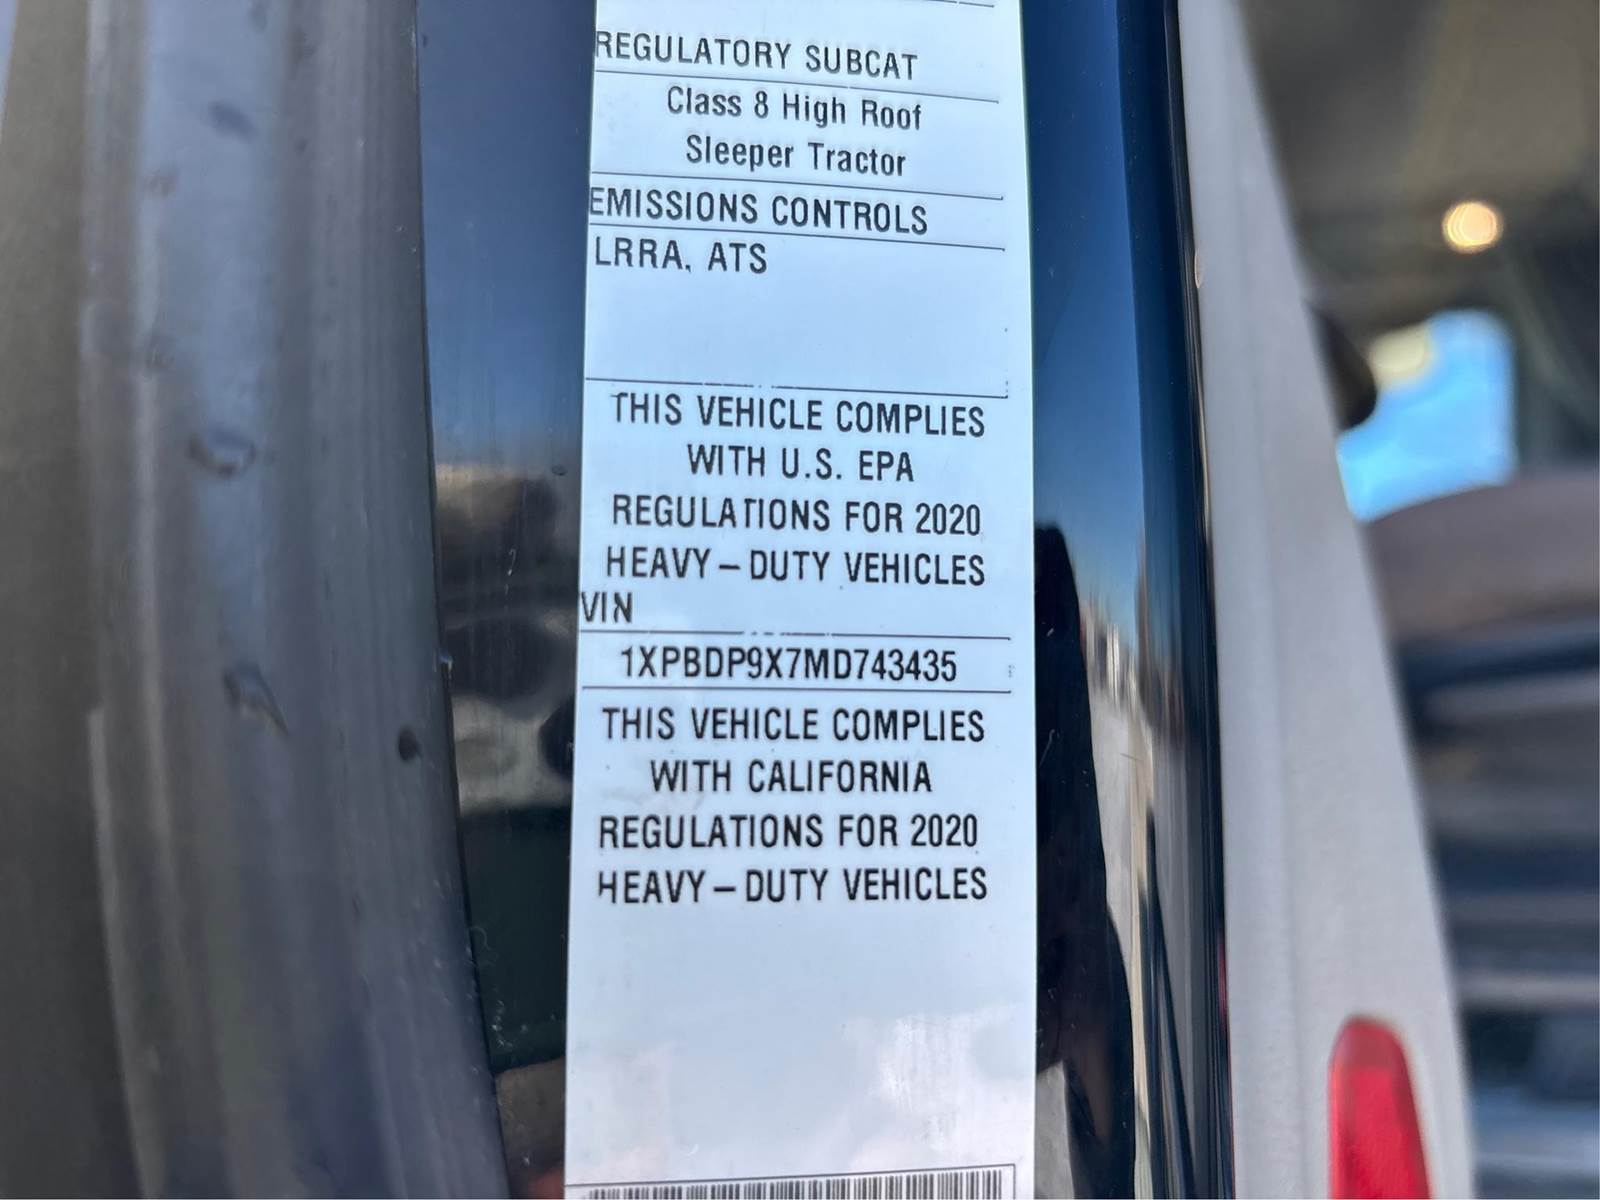 REGULATORY SUBCAT
Class 8 High Roof
Sleeper Tractor
EMISSIONS CONTROLS
LRRA, ATS
THIS VEHICLE COMPLIES
WITH U.S. EPA
REGULATIONS FOR 2020
HEAVY-DUTY VEHICLES
VIN
1XPBDP9X7MD743435
THIS VEHICLE COMPLIES
WITH CALIFORNIA
REGULATIONS FOR 2020
HEAVY-DUTY VEHICLES